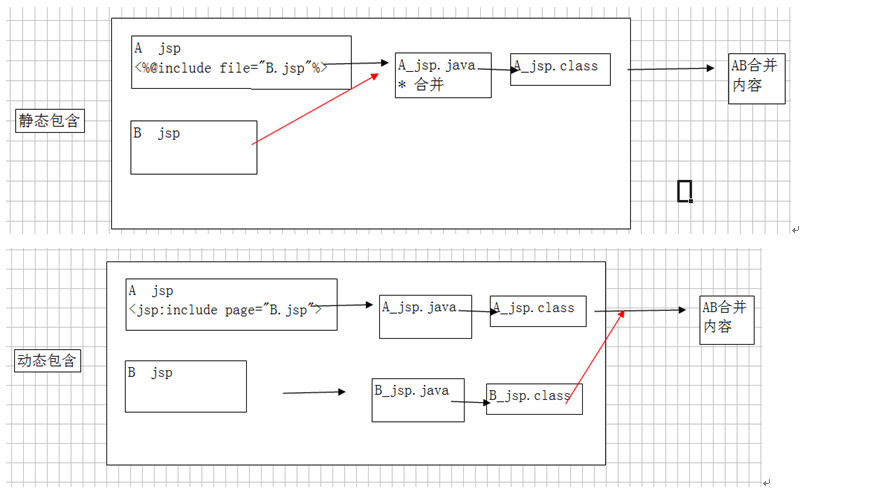 A jsp
<%@include file="B.jsp"%>
A_jsp.java
* 合并
A_jsp.class
AB合并
内容
静态包含
B jsp
A jsp
<jsp:include page="B.jsp">
A_jsp.java
A_jsp.class
AB合并
内容
动态包含
B jsp
B_jsp.java
B_jsp.class